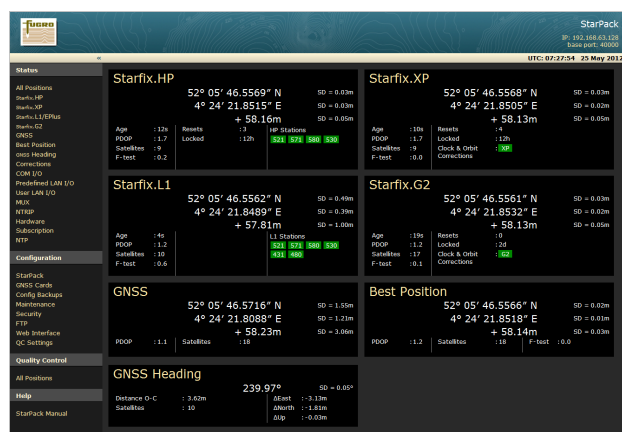 fugro
StarPack
IP: 192.168.63.128
base port: 40000
«
UTC: 07:27:54 25 May 2012
Status
All Positions
Starfix.HP
Starfix.XP
Starfix.L1/EPlus
Starfix.G2
GNSS
Best Position
GNSS Heading
Corrections
COM I/O
Predefined LAN I/O
User LAN I/O
MUX
NTRIP
Hardware
Subscription
NTP
Configuration
StarPack
GNSS Cards
Config Backups
Maintenance
Security
FTP
Web Interface
QC Settings
Quality Control
All Positions
Help
StarPack Manual
Starfix.HP
52° 05′ 46.5569″ N SD = 0.03m
4° 24′ 21.8515″ E SD = 0.03m
+ 58.16m SD = 0.05m
Age :12s Resets :3 HP Stations
PDOP :1.7 Locked :12h 521 571 580 530
Satellites :9
F-test :0.2
Starfix.XP
52° 05′ 46.5568″ N SD = 0.03m
4° 24′ 21.8505″ E SD = 0.02m
+ 58.13m SD = 0.05m
Age :10s Resets :4
PDOP :1.7 Locked :12h
Satellites :9 Clock & Orbit : XP
F-test :0.0 Corrections
Starfix.L1
52° 05′ 46.5562″ N SD = 0.49m
4° 24′ 21.8489″ E SD = 0.39m
+ 57.81m SD = 1.00m
Age :4s L1 Stations
PDOP :1.2 521 571 580 530
Satellites :10 431 480
F-test :0.6
Starfix.G2
52° 05′ 46.5561″ N SD = 0.03m
4° 24′ 21.8532″ E SD = 0.02m
+ 58.13m SD = 0.05m
Age :19s Resets :0
PDOP :1.2 Locked :2d
Satellites :17 Clock & Orbit : G2
F-test :0.1 Corrections
GNSS
52° 05′ 46.5716″ N SD = 1.55m
4° 24′ 21.8088″ E SD = 1.21m
+ 58.23m SD = 3.06m
PDOP :1.1 Satellites :18
Best Position
52° 05′ 46.5566″ N SD = 0.02m
4° 24′ 21.8518″ E SD = 0.01m
+ 58.14m SD = 0.03m
PDOP :1.2 Satellites :18 F-test :0.0
GNSS Heading
239.97° SD = 0.05°
Distance O-C : 3.62m ΔEast :-3.13m
Satellites : 10 ΔNorth :-1.81m
ΔUp :-0.03m